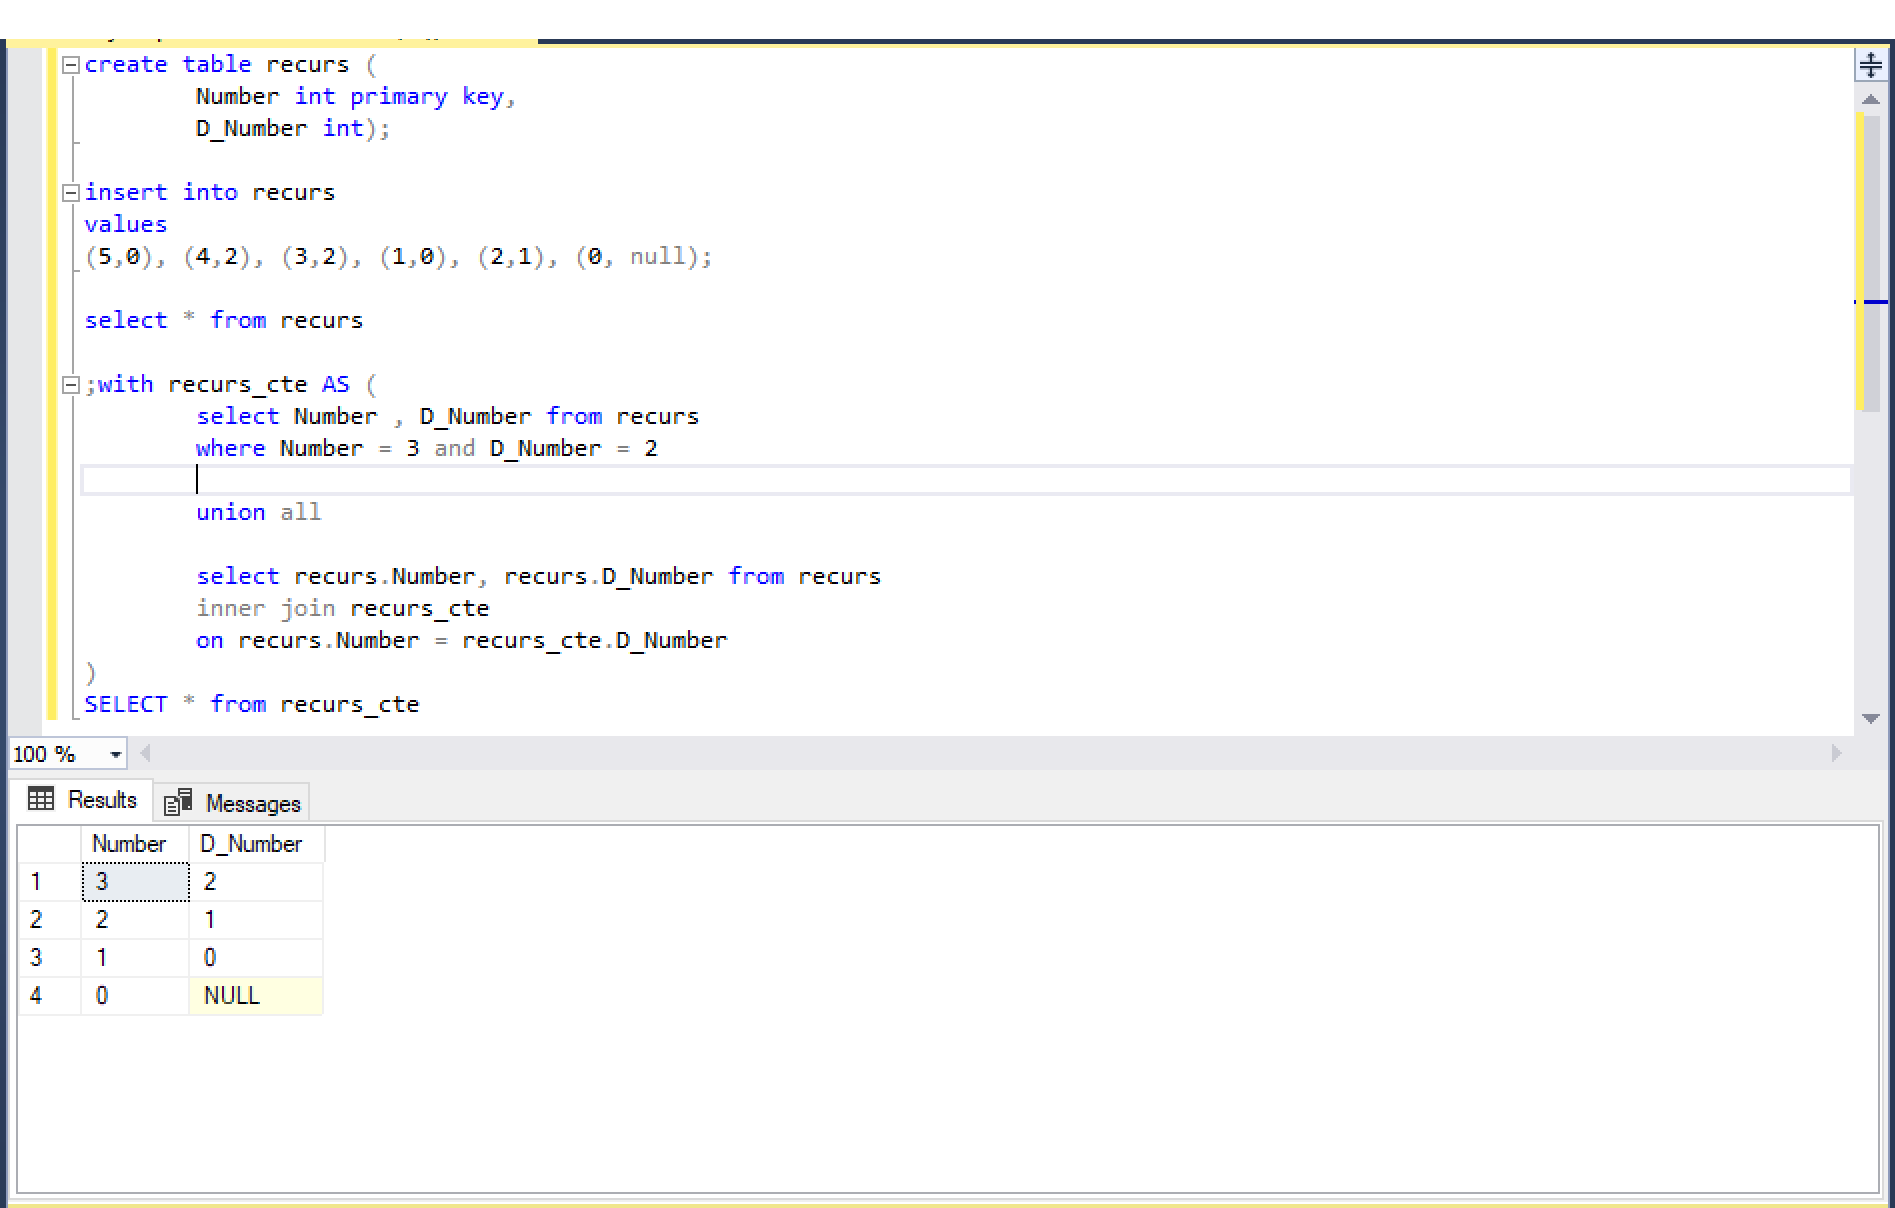 create table recurs (
Number int primary key,
D_Number int);
insert into recurs
values
(5,0), (4,2), (3,2), (1,0), (2,1), (0, null);
select * from recurs
;with recurs_cte AS (
select Number , D_Number from recurs
where Number = 3 and D_Number = 2
union all
select recurs.Number, recurs.D_Number from recurs
inner join recurs_cte
on recurs.Number = recurs_cte.D_Number
)
SELECT * from recurs_cte
100 %
Results Messages
Number D_Number
1 3 2
2 2 1
3 1 0
4 0 NULL